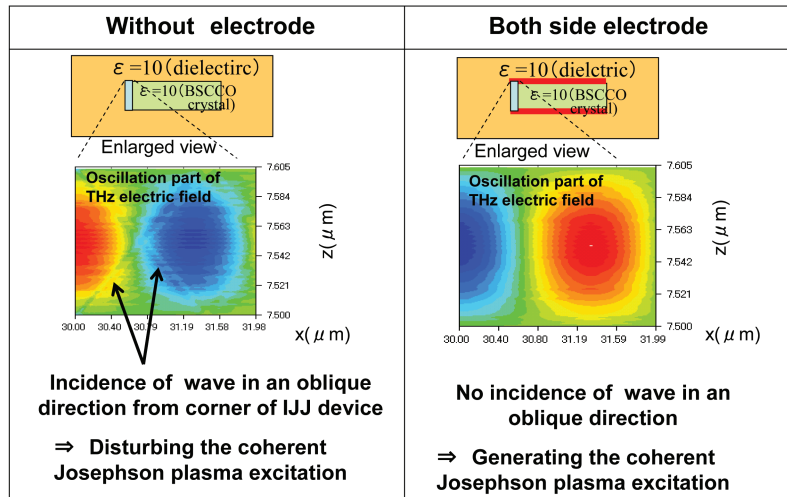 Without electrode
ε=10(dielectirc)
ε=10(BSCCO
crystal)
Enlarged view
Oscillation part of
THz electric field
7.605
7.584
7.563
7.542
7.521
7.500
z(μm)
30.00 30.40 30.79 31.19 31.58 31.98
x(μm)
Incidence of wave in an oblique
direction from corner of IJJ device
⇒ Disturbing the coherent
Josephson plasma excitation
Both side electrode
ε=10(dielctric)
ε=10(BSCCO
crystal)
Enlarged view
Oscillation part of
THz electric field
7.605
7.584
7.563
7.542
7.521
7.500
z(μm)
30.00 30.40 30.80 31.19 31.59 31.99
x(μm)
No incidence of wave in an
oblique direction
⇒ Generating the coherent
Josephson plasma excitation